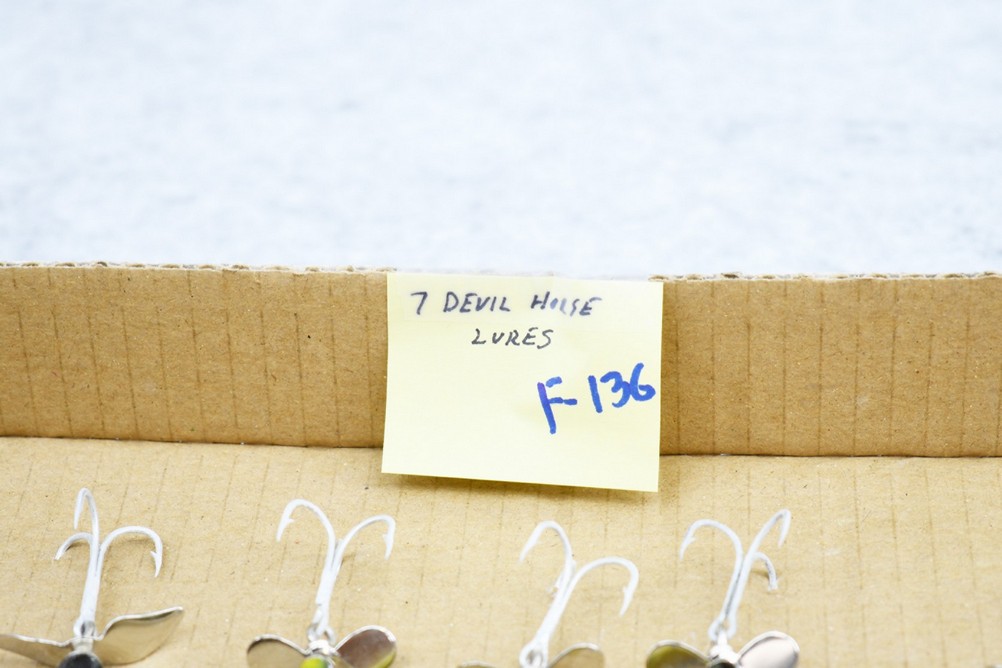 7 DEVIL HORSE
LURES
F-136